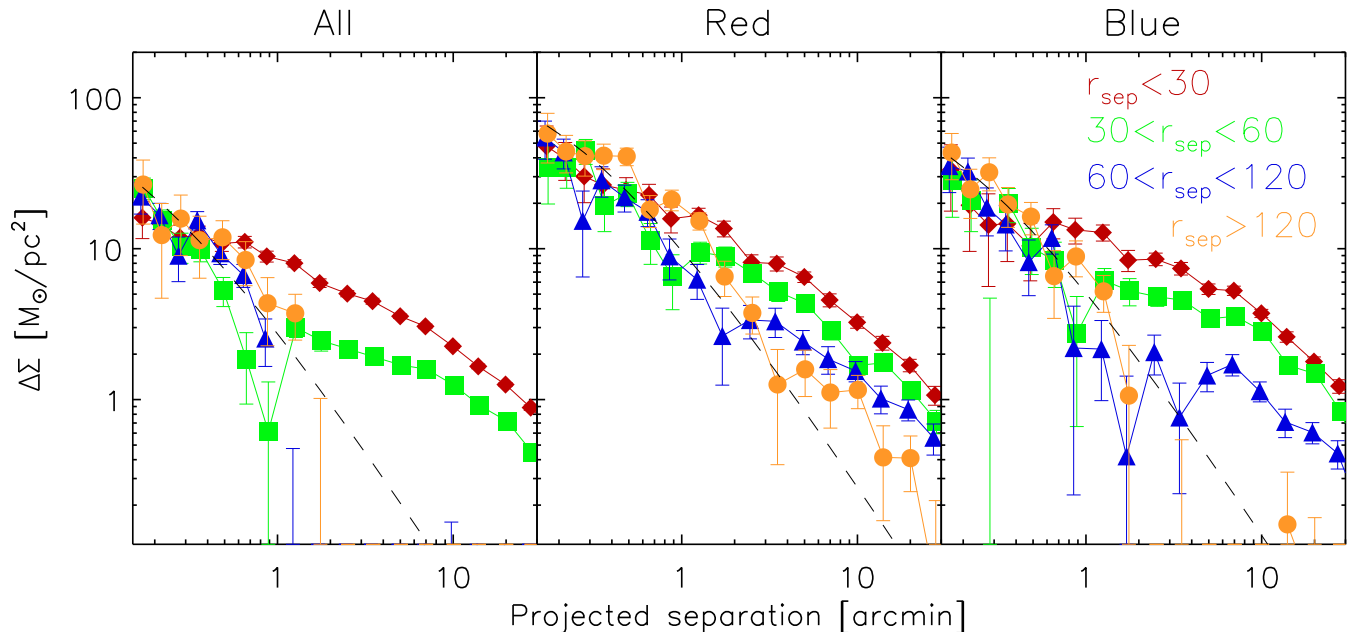 All Red Blue
r_sep<30
30<r_sep<60
60<r_sep<120
r_sep>120
100
10
1
ΔΣ [M_⊙/pc²]
1 1 10 1 10
Projected separation [arcmin]